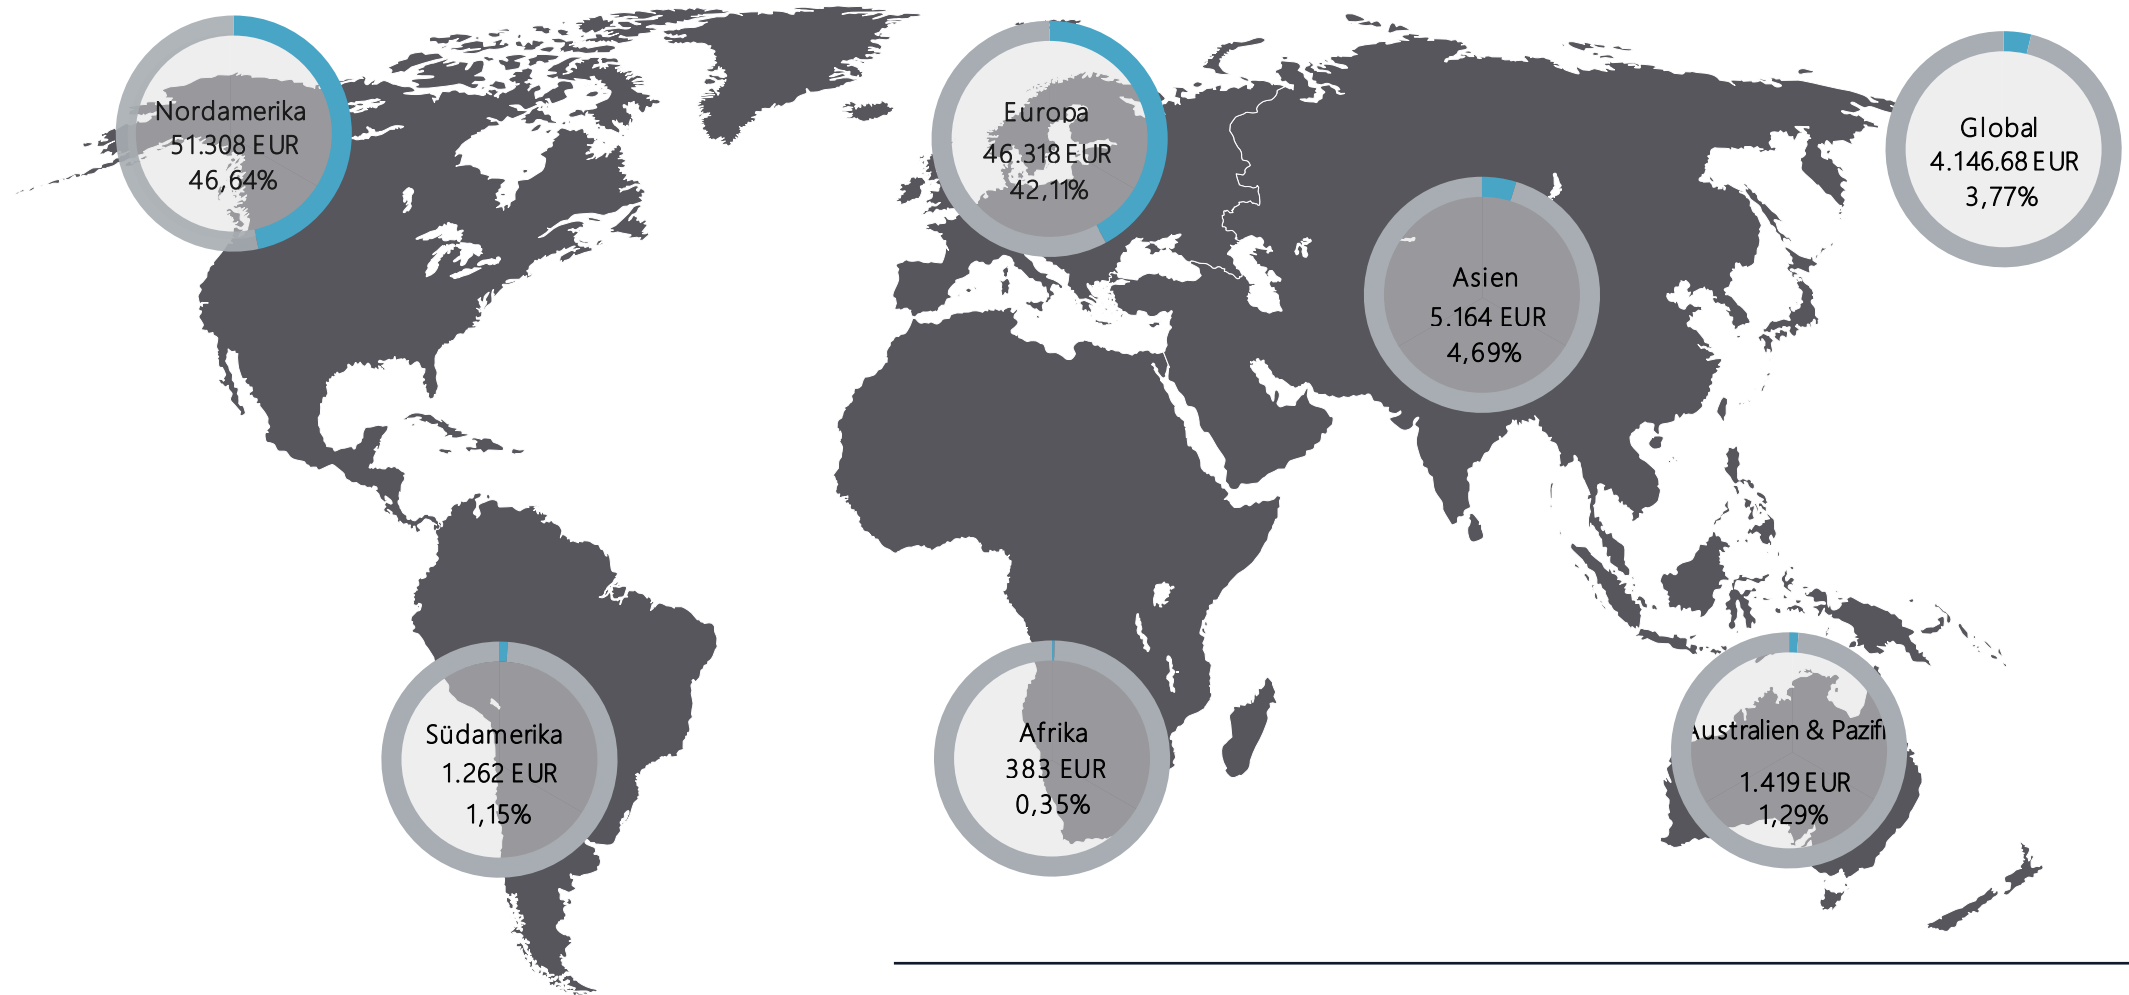 Nordamerika
51.308 EUR
46,64%
Europa
46.318 EUR
42,11%
Global
4.146,68 EUR
3,77%
Asien
5.164 EUR
4,69%
Südamerika
1.262 EUR
1,15%
Afrika
383 EUR
0,35%
Australien & Pazifi
1.419 EUR
1,29%